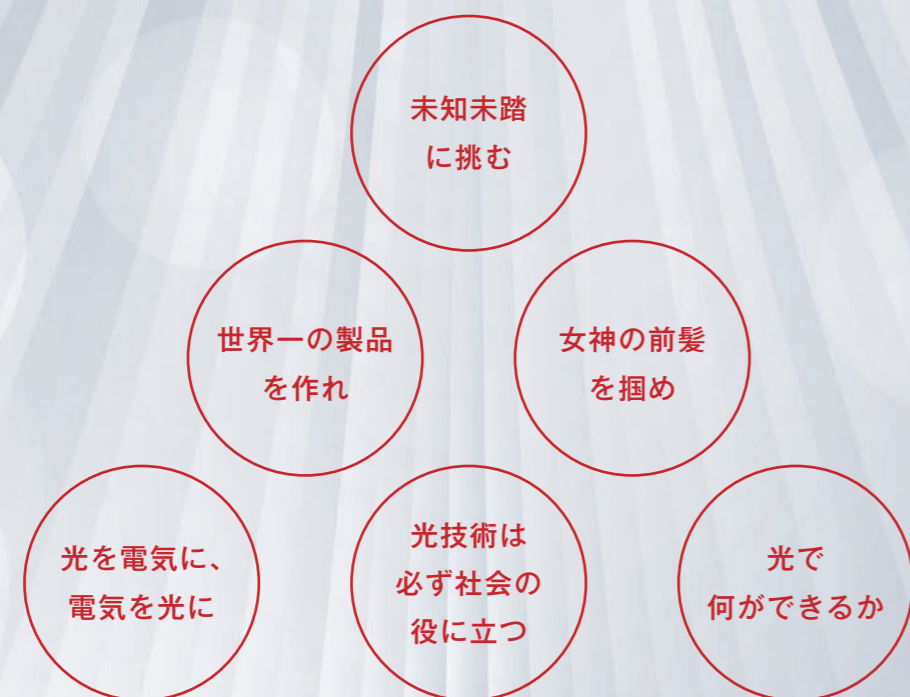 未知未踏
に挑む
世界一の製品
を作れ
女神の前髪
を掴め
光を電気に、
電気を光に
光技術は
必ず社会の
役に立つ
光で
何ができるか